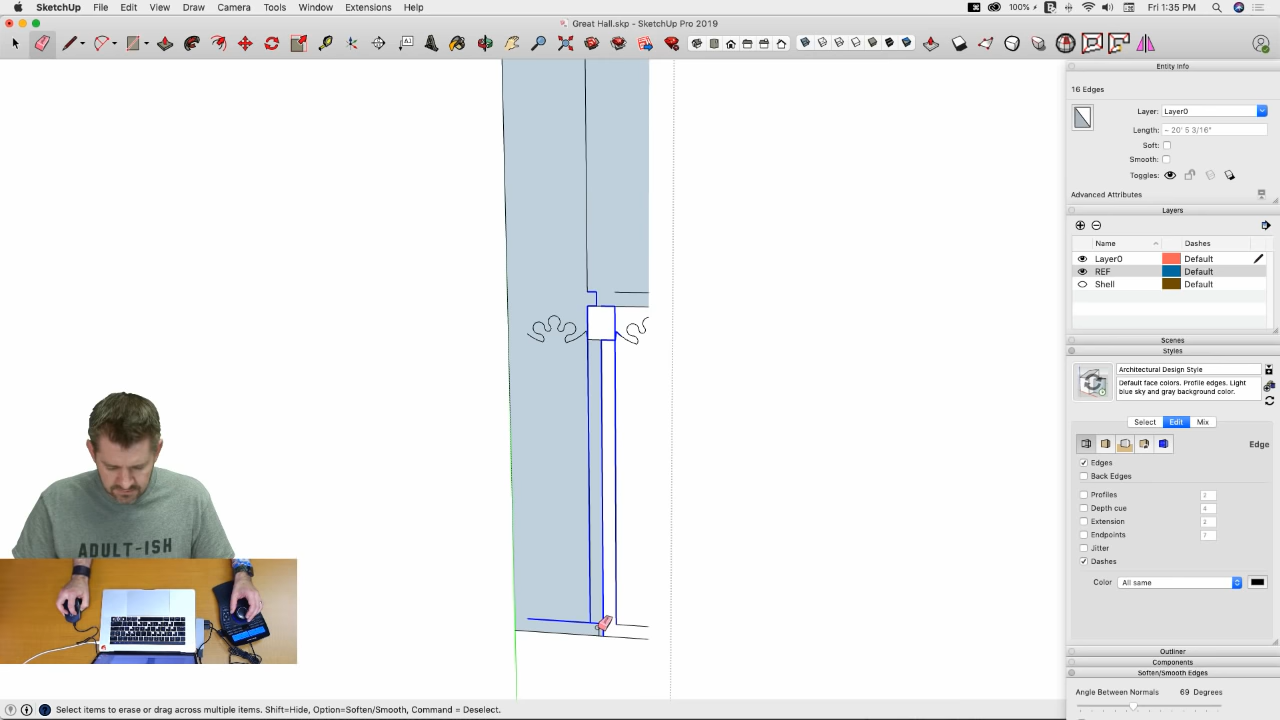 SketchUp File Edit View Draw Camera Tools Window Extensions Help 100% Fri 1:35 PM
Great Hall.skp - SketchUp Pro 2019
Entity Info
16 Edges
Layer: Layer0
Length: ~ 20' 5 3/16"
Soft:
Smooth:
Toggles:
Advanced Attributes
Layers
Name Dashes
Layer0 Default
REF Default
Shell Default
Scenes
Styles
Architectural Design Style
Default face colors. Profile edges. Light
blue sky and gray background color.
Select Edit Mix
Edge
Edges
Back Edges
Profiles 2
Depth cue 4
Extension 2
Endpoints 7
Jitter
Dashes
Color All same
Outliner
Components
Soften/Smooth Edges
Angle Between Normals 69 Degrees
ADULT-ISH
Select items to erase or drag across multiple items. Shift=Hide, Option=Soften/Smooth, Command = Deselect.